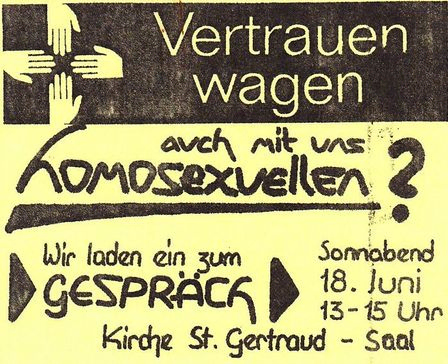 Vertrauen
wagen
auch mit uns
homosexuellen?
Wir laden ein zum
GESPRÄCH
Sonnabend
18. Juni
13-15 Uhr
Kirche St. Gertraud - Saal